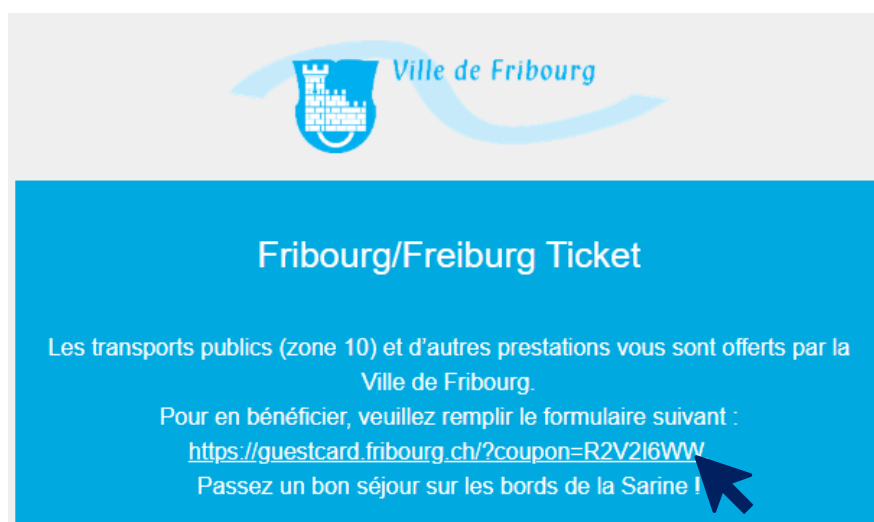 Ville de Fribourg
Fribourg/Freiburg Ticket
Les transports publics (zone 10) et d'autres prestations vous sont offerts par la
Ville de Fribourg.
Pour en bénéficier, veuillez remplir le formulaire suivant :
https://guestcard.fribourg.ch/?coupon=R2V2I6WW
Passez un bon séjour sur les bords de la Sarine !